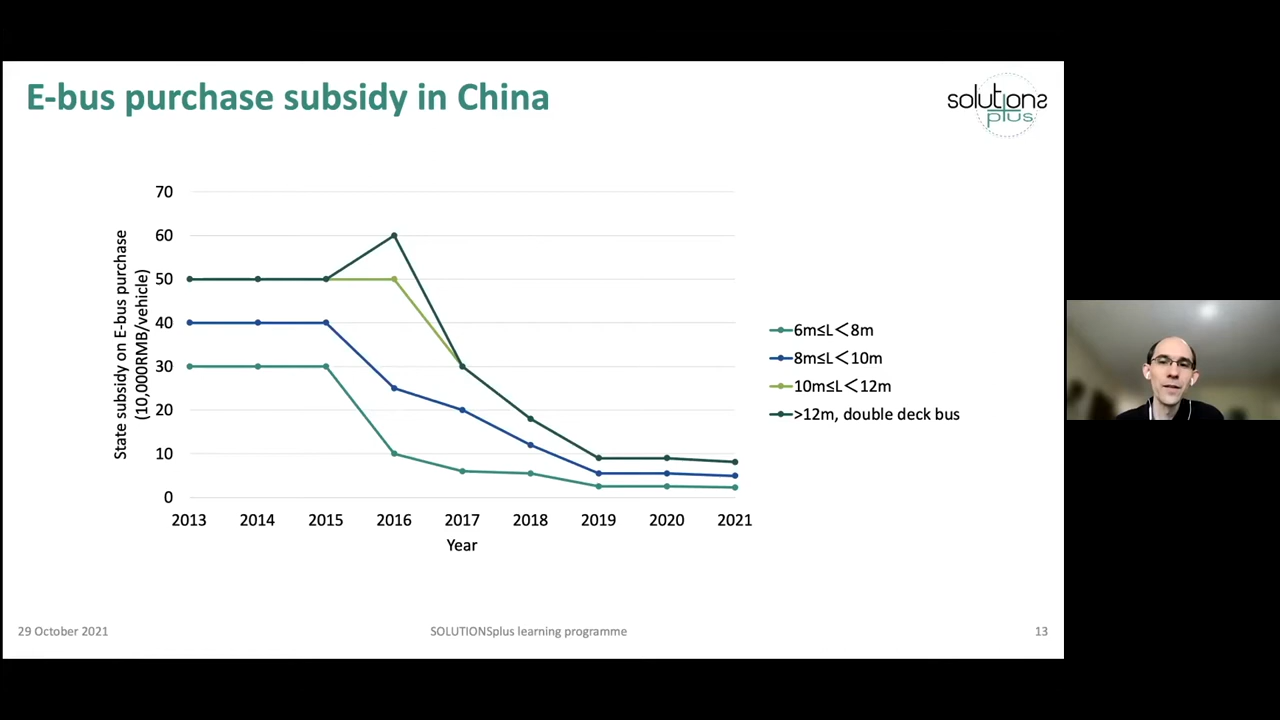 E-bus purchase subsidy in China
solutions
plus
70
60
50
40
30
20
10
0
State subsidy on E-bus purchase
(10,000RMB/vehicle)
2013 2014 2015 2016 2017 2018 2019 2020 2021
Year
6m≤L＜8m
8m≤L＜10m
10m≤L＜12m
>12m, double deck bus
29 October 2021 SOLUTIONSplus learning programme 13